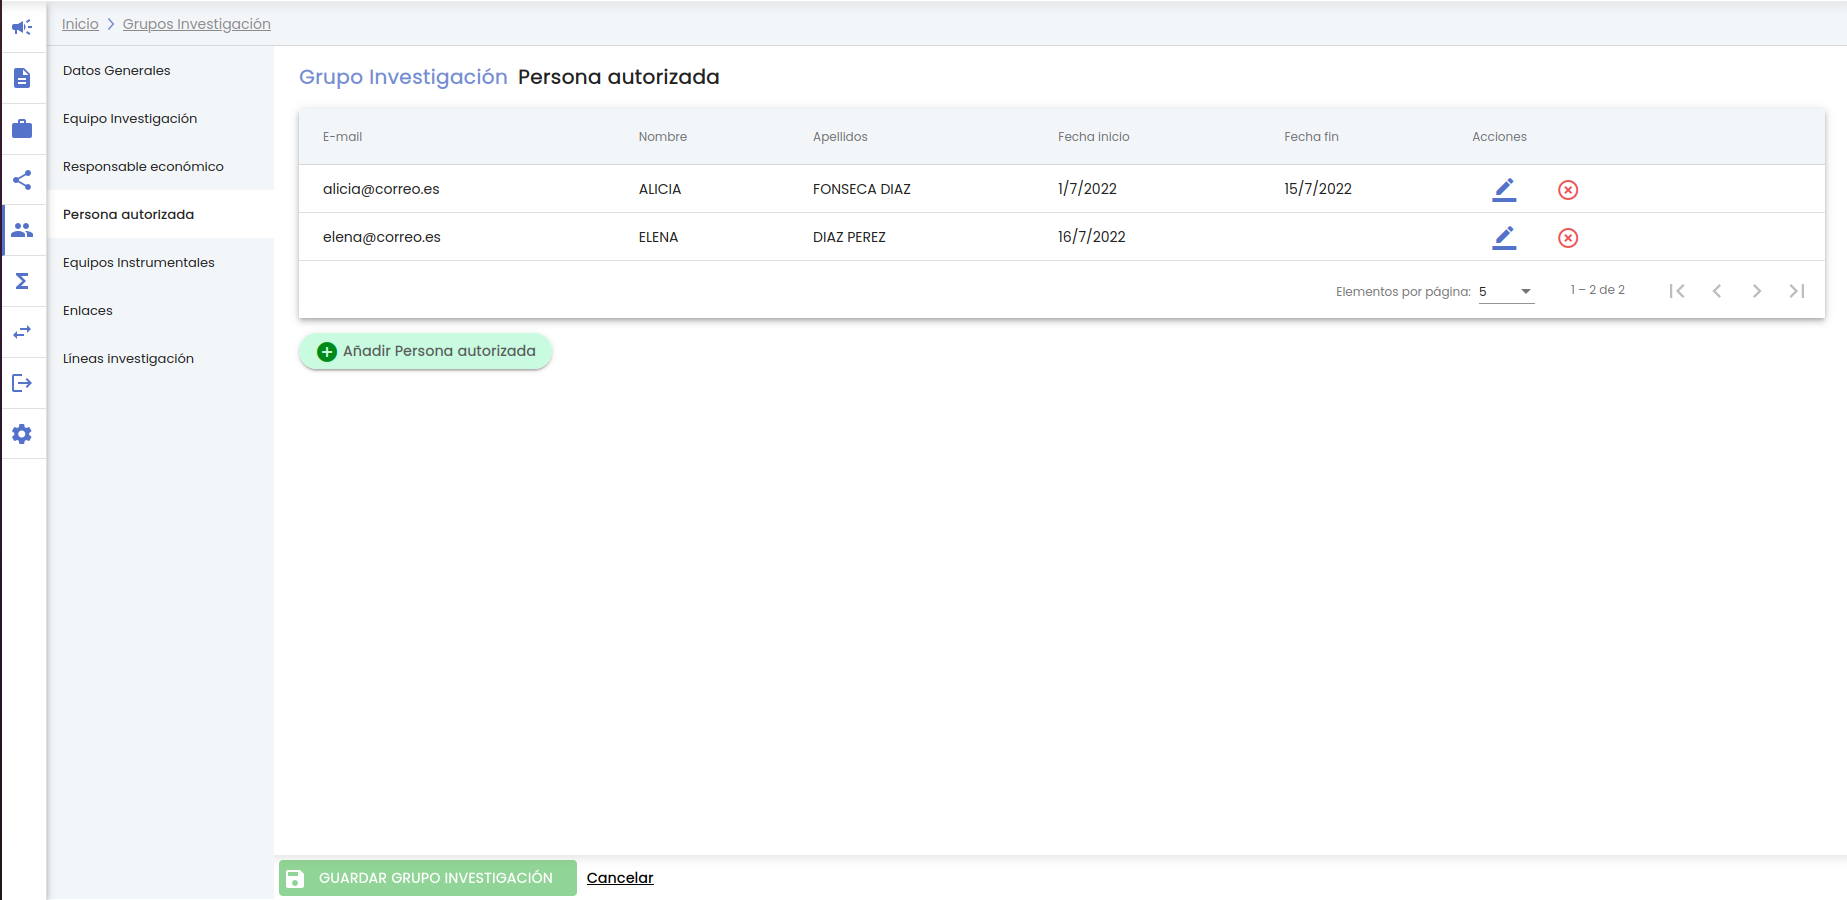 Inicio > Grupos Investigación
Datos Generales
Equipo Investigación
Responsable económico
Persona autorizada
Equipos Instrumentales
Enlaces
Líneas investigación
Grupo Investigación Persona autorizada
E-mail Nombre Apellidos Fecha inicio Fecha fin Acciones
alicia@correo.es ALICIA FONSECA DIAZ 1/7/2022 15/7/2022
elena@correo.es ELENA DIAZ PEREZ 16/7/2022
Elementos por página: 5 1 – 2 de 2
Añadir Persona autorizada
GUARDAR GRUPO INVESTIGACIÓN Cancelar